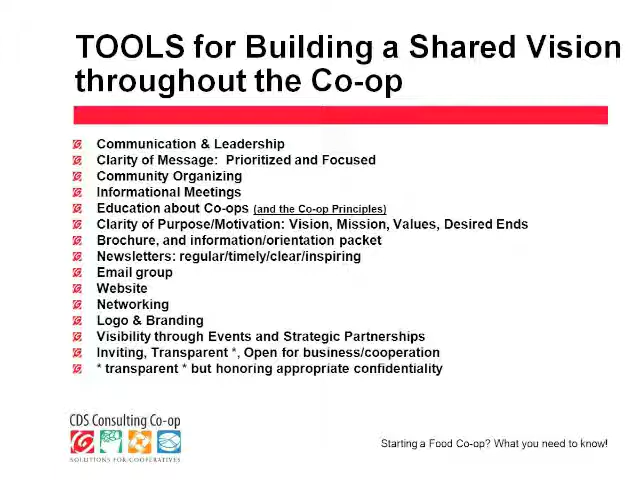 TOOLS for Building a Shared Vision
throughout the Co-op
Communication & Leadership
Clarity of Message: Prioritized and Focused
Community Organizing
Informational Meetings
Education about Co-ops (and the Co-op Principles)
Clarity of Purpose/Motivation: Vision, Mission, Values, Desired Ends
Brochure, and information/orientation packet
Newsletters: regular/timely/clear/inspiring
Email group
Website
Networking
Logo & Branding
Visibility through Events and Strategic Partnerships
Inviting, Transparent *, Open for business/cooperation
* transparent * but honoring appropriate confidentiality
CDS Consulting Co-op
SOLUTIONS FOR COOPERATIVES
Starting a Food Co-op? What you need to know!